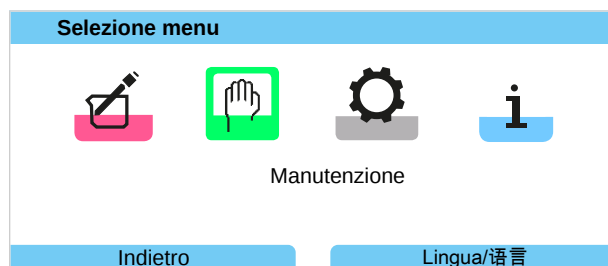 Selezione menu
Manutenzione
Indietro
Lingua/语言